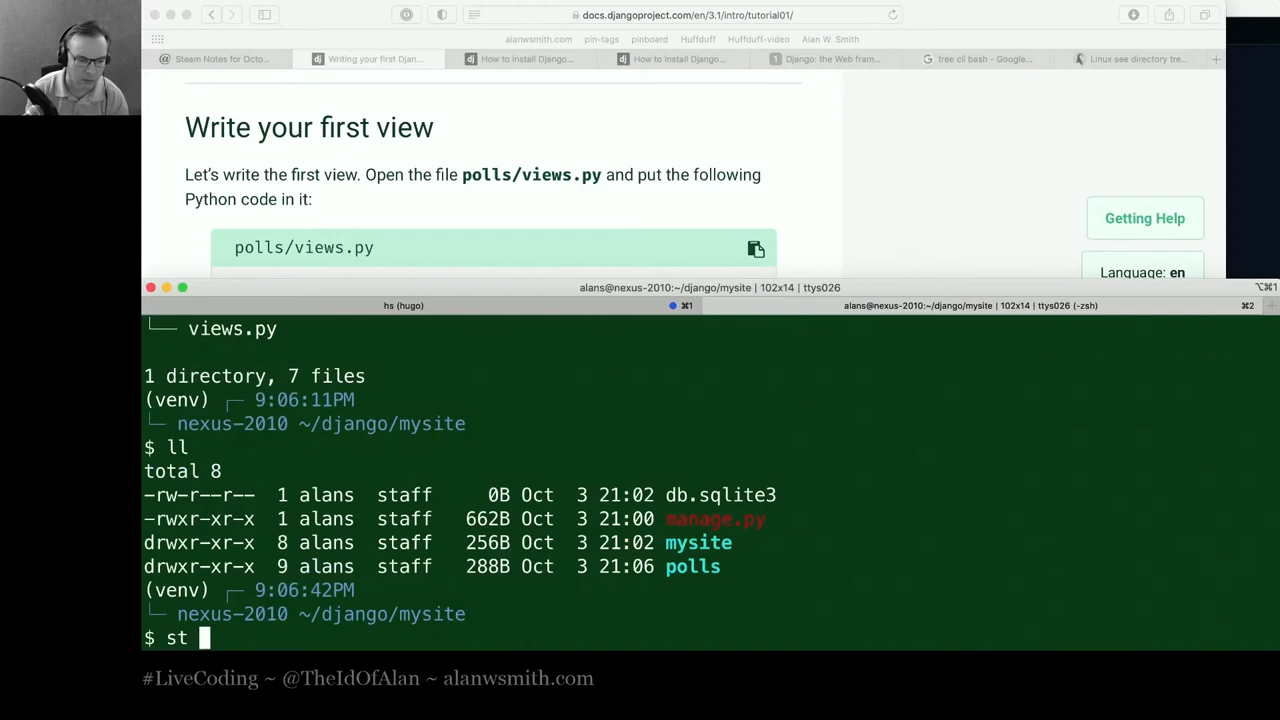 docs.djangoproject.com/en/3.1/intro/tutorial01/
alanwsmith.com pin-tags pinboard Huffduff Huffduff-video Alan W. Smith
Steam Notes for Octo... Writing your first Djan... How to install Django... How to install Django... Django: the Web fram... tree cli bash - Google... Linux see directory tre...
Write your first view
Let's write the first view. Open the file polls/views.py and put the following
Python code in it:
Getting Help
polls/views.py
Language: en
alans@nexus-2010:~/django/mysite | 102x14 | ttys026
⌥⌘1
hs (hugo) ⌘1 alans@nexus-2010:~/django/mysite | 102x14 | ttys026 (-zsh) ⌘2
└── views.py
1 directory, 7 files
(venv) ┌─ 9:06:11PM
└─ nexus-2010 ~/django/mysite
$ ll
total 8
-rw-r--r-- 1 alans staff 0B Oct 3 21:02 db.sqlite3
-rwxr-xr-x 1 alans staff 662B Oct 3 21:00 manage.py
drwxr-xr-x 8 alans staff 256B Oct 3 21:02 mysite
drwxr-xr-x 9 alans staff 288B Oct 3 21:06 polls
(venv) ┌─ 9:06:42PM
└─ nexus-2010 ~/django/mysite
$ st
#LiveCoding ~ @TheIdOfAlan ~ alanwsmith.com